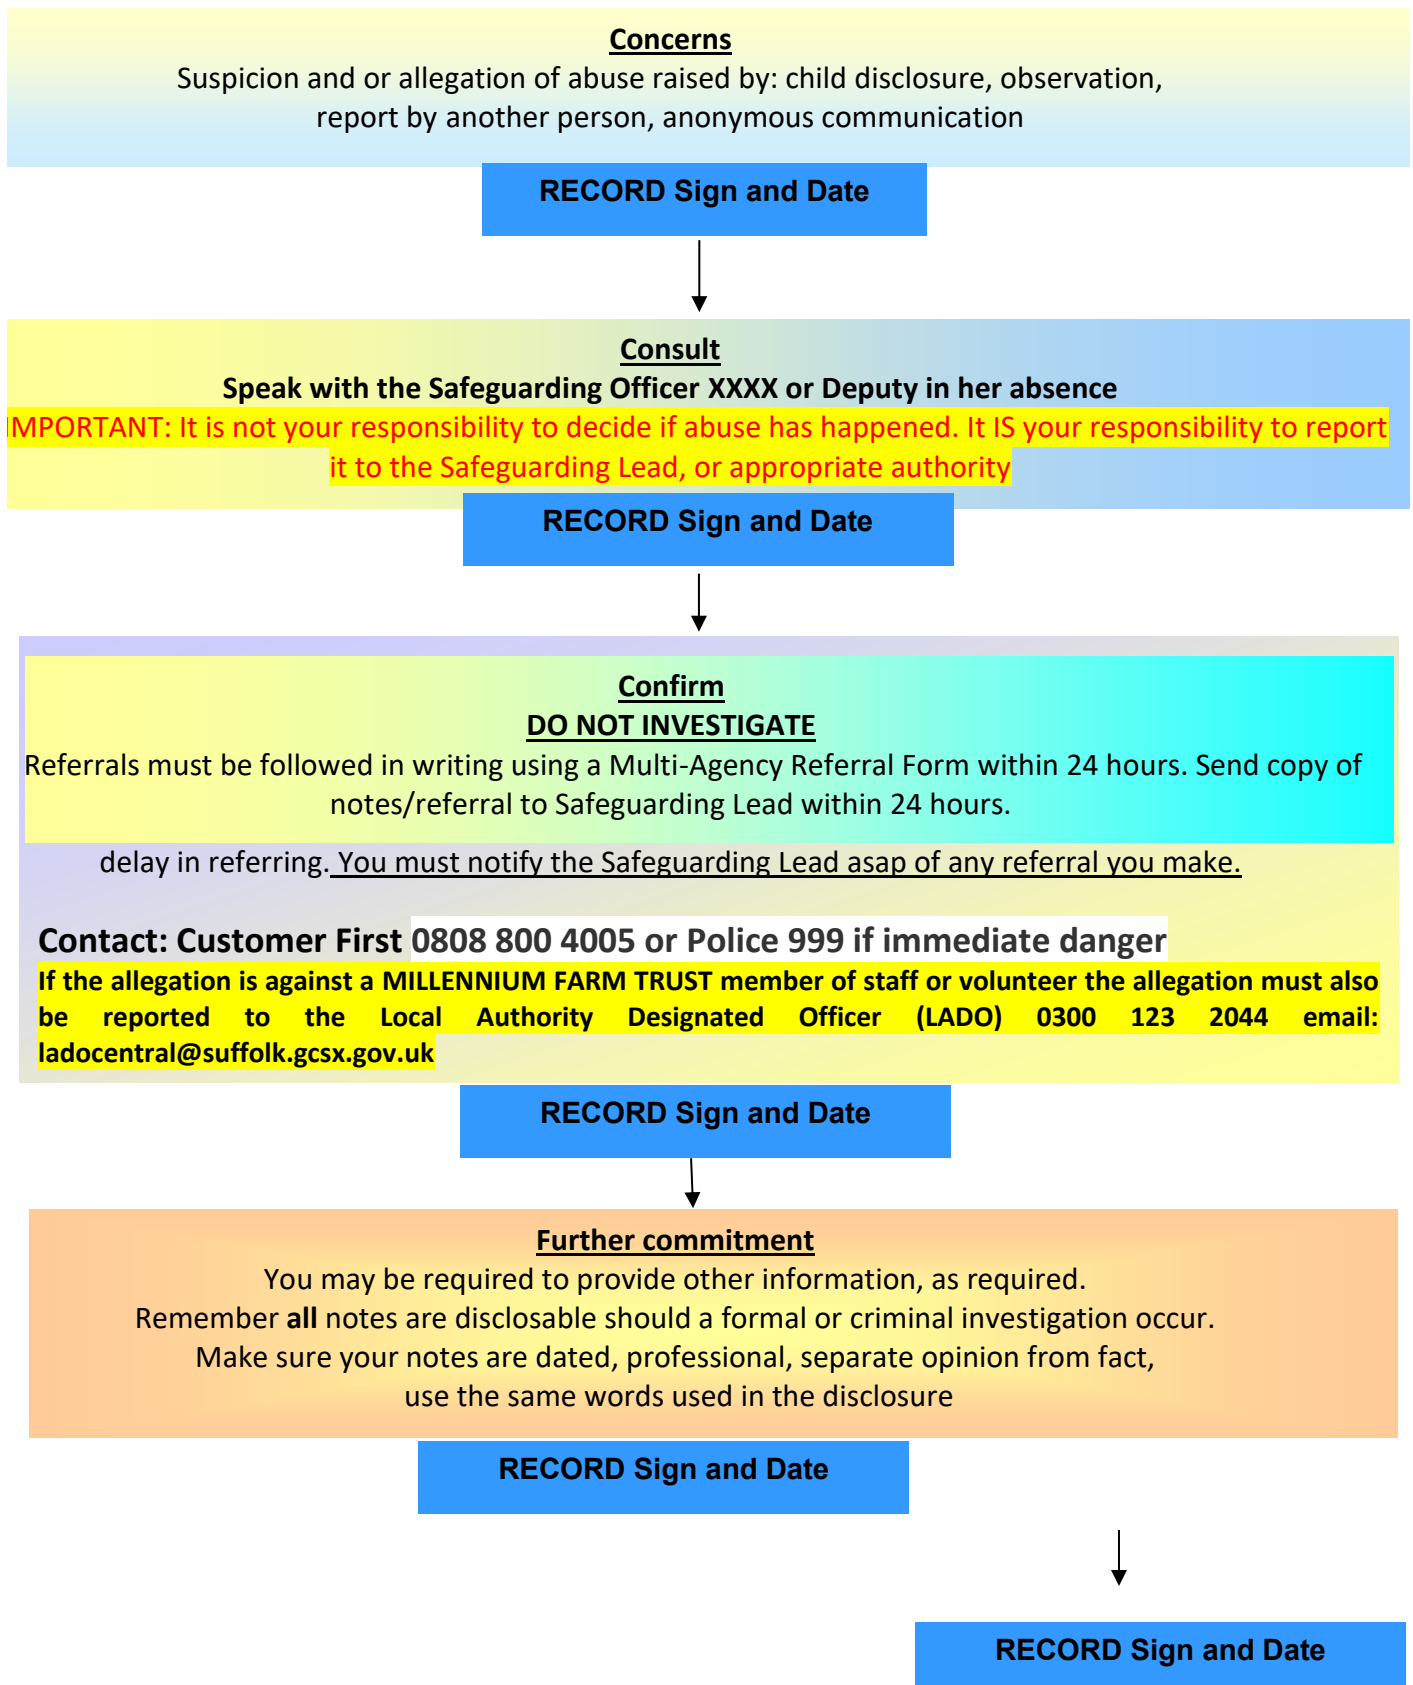 Concerns
Suspicion and or allegation of abuse raised by: child disclosure, observation,
report by another person, anonymous communication
RECORD Sign and Date
Consult
Speak with the Safeguarding Officer XXXX or Deputy in her absence
IMPORTANT: It is not your responsibility to decide if abuse has happened. It IS your responsibility to report
it to the Safeguarding Lead, or appropriate authority
RECORD Sign and Date
Confirm
DO NOT INVESTIGATE
Referrals must be followed in writing using a Multi-Agency Referral Form within 24 hours. Send copy of
notes/referral to Safeguarding Lead within 24 hours.
delay in referring. You must notify the Safeguarding Lead asap of any referral you make.
Contact: Customer First 0808 800 4005 or Police 999 if immediate danger
If the allegation is against a MILLENNIUM FARM TRUST member of staff or volunteer the allegation must also
be reported to the Local Authority Designated Officer (LADO) 0300 123 2044 email:
ladocentral@suffolk.gcsx.gov.uk
RECORD Sign and Date
Further commitment
You may be required to provide other information, as required.
Remember all notes are disclosable should a formal or criminal investigation occur.
Make sure your notes are dated, professional, separate opinion from fact,
use the same words used in the disclosure
RECORD Sign and Date
RECORD Sign and Date